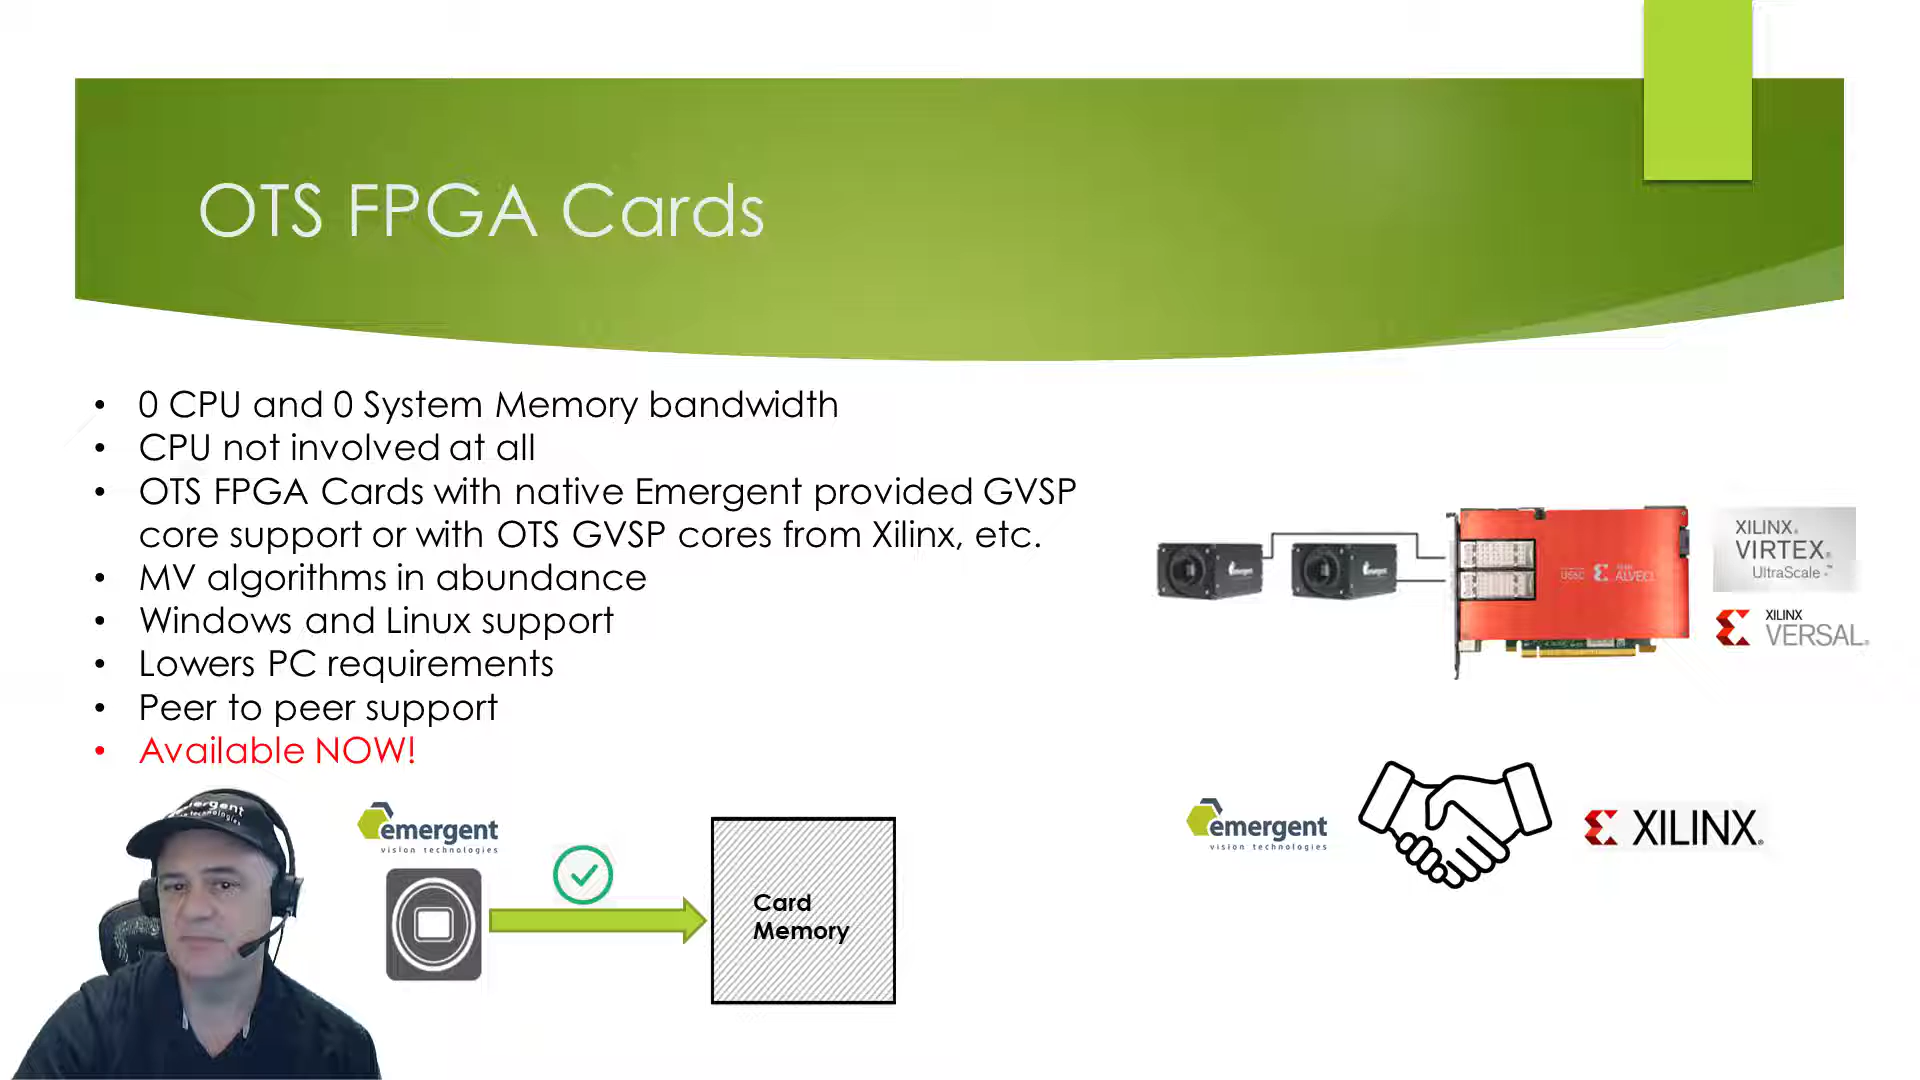 OTS FPGA Cards
• 0 CPU and 0 System Memory bandwidth
• CPU not involved at all
• OTS FPGA Cards with native Emergent provided GVSP
core support or with OTS GVSP cores from Xilinx, etc.
• MV algorithms in abundance
• Windows and Linux support
• Lowers PC requirements
• Peer to peer support
• Available NOW!
emergent
emergent
ALVEO
XILINX
VIRTEX
UltraScale
XILINX
VERSAL
emergent
vision technologies
Card
Memory
emergent
vision technologies
XILINX